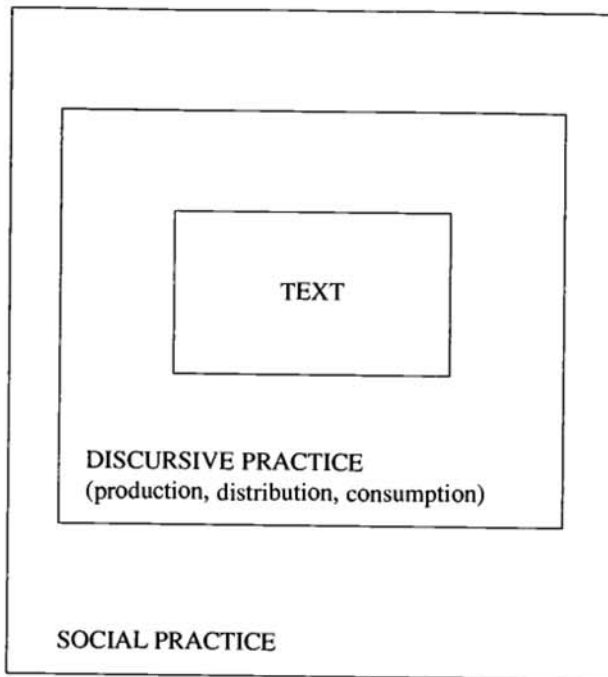 TEXT
DISCURSIVE PRACTICE
(production, distribution, consumption)
SOCIAL PRACTICE